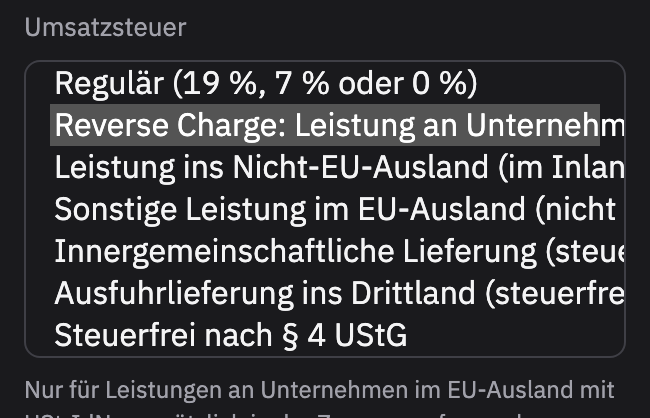 Umsatzsteuer
Regulär (19 %, 7 % oder 0 %)
Reverse Charge: Leistung an Unternehm
Leistung ins Nicht-EU-Ausland (im Inlan
Sonstige Leistung im EU-Ausland (nicht
Innergemeinschaftliche Lieferung (steue
Ausfuhrlieferung ins Drittland (steuerfre
Steuerfrei nach § 4 UStG
Nur für Leistungen an Unternehmen im EU-Ausland mit